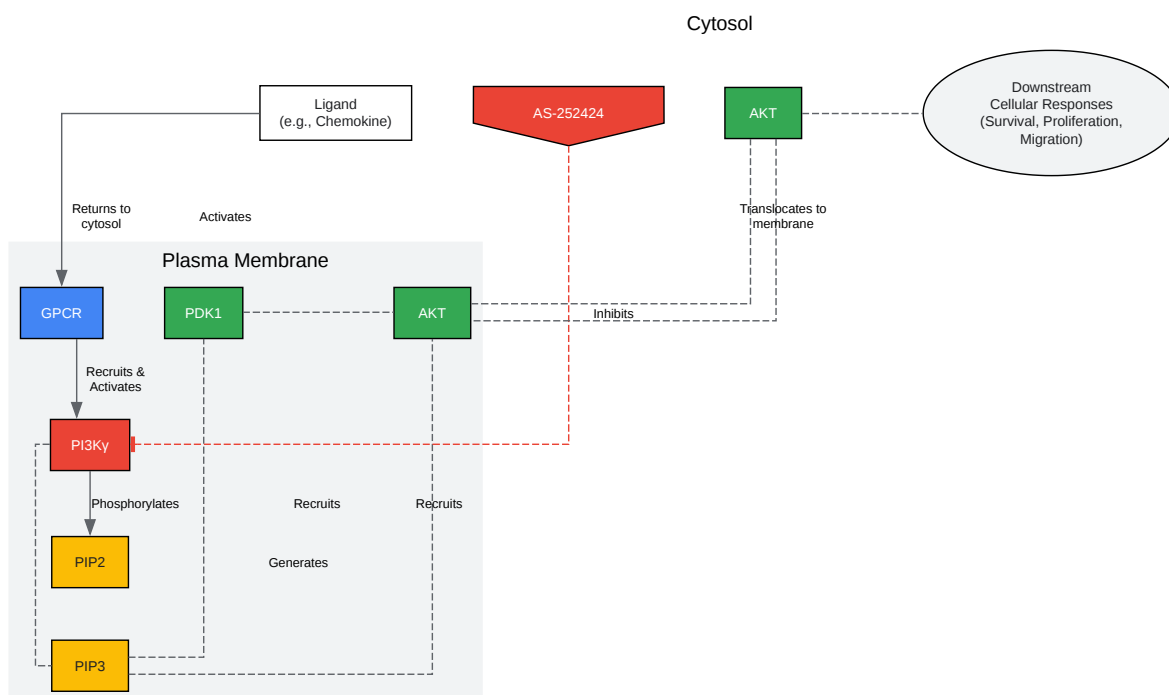 Cytosol
Ligand
(e.g., Chemokine)
AS-252424
AKT
Downstream
Cellular Responses
(Survival, Proliferation,
Migration)
Returns to
cytosol
Activates
Translocates to
membrane
Plasma Membrane
GPCR
PDK1
AKT
Inhibits
Recruits &
Activates
PI3Kγ
Phosphorylates
Recruits
Recruits
PIP2
Generates
PIP3